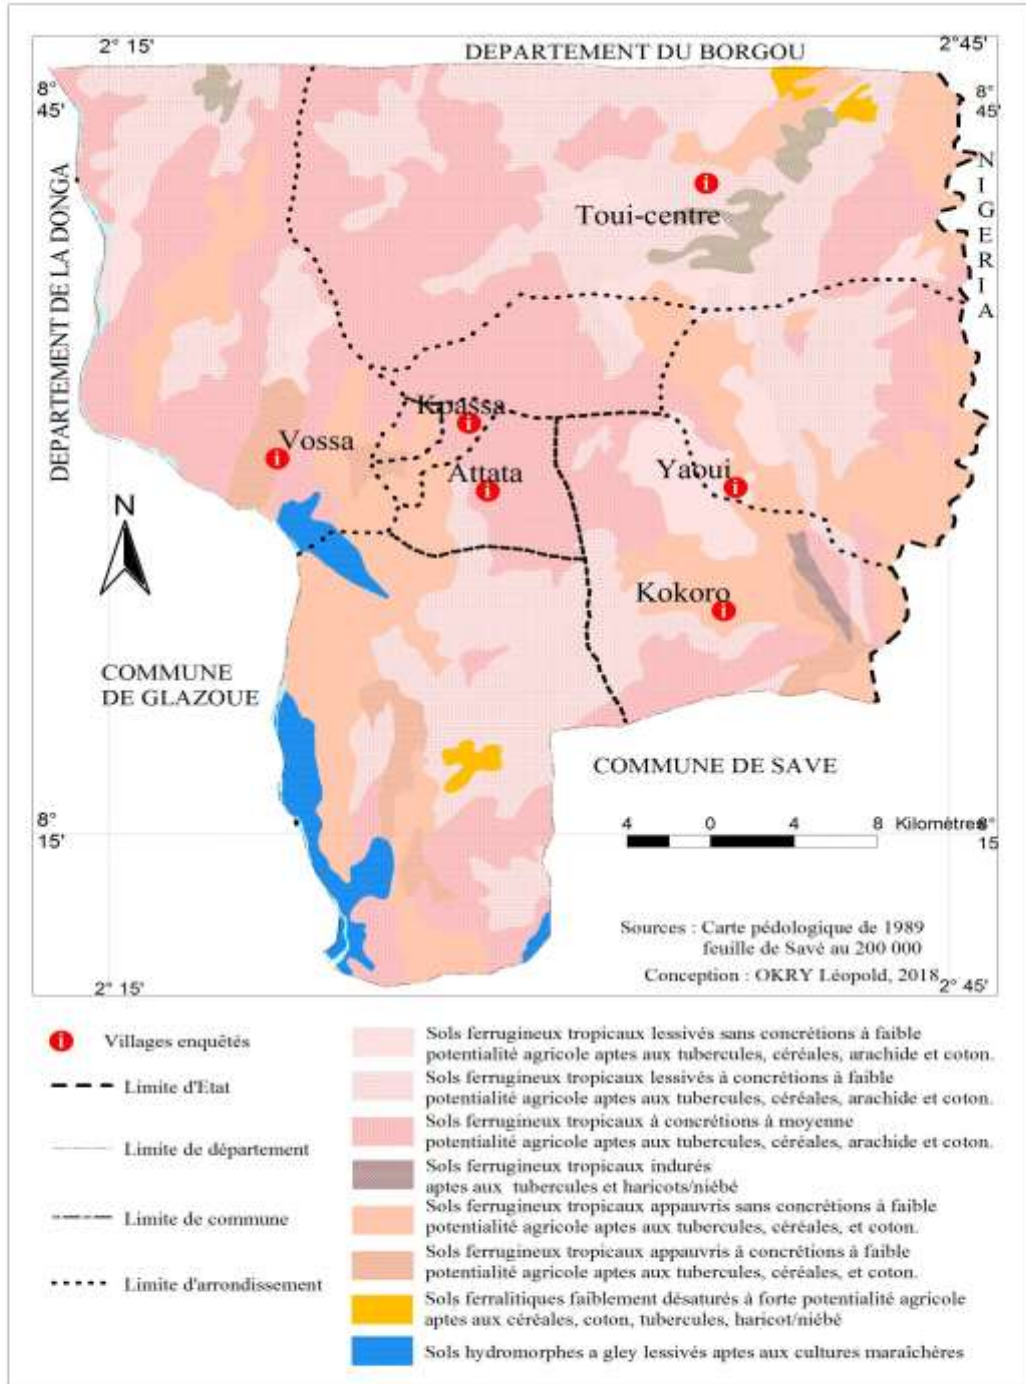 2° 15'
DEPARTEMENT DU BORGOU
2°45'
8°
45'
8°
45'
DEPARTEMENT DE LA DONGA
NIGERIA
Toui-centre
Kpassa
Vossa
Attata
Yaoui
Kokoro
N
COMMUNE
DE GLAZOUE
COMMUNE DE SAVE
4 0 4 8 Kilométres
8°
15'
8°
15
Sources : Carte pédologique de 1989
feuille de Savé au 200 000
Conception : OKRY Léopold, 2018
2° 15'
2° 45'
Villages enquêtés
Limite d'Etat
Limite de département
Limite de commune
Limite d'arrondissement
Sols ferrugineux tropicaux lessivés sans concrétions à faible
potentialité agricole aptes aux tubercules, céréales, arachide et coton.
Sols ferrugineux tropicaux lessivés à concrétions à faible
potentialité agricole aptes aux tubercules, céréales, arachide et coton.
Sols ferrugineux tropicaux à concrétions à moyenne
potentialité agricole aptes aux tubercules, céréales, arachide et coton.
Sols ferrugineux tropicaux indurés
aptes aux tubercules et haricots/niébé
Sols ferrugineux tropicaux appauvris sans concrétions à faible
potentialité agricole aptes aux tubercules, céréales, et coton.
Sols ferrugineux tropicaux appauvris à concrétions à faible
potentialité agricole aptes aux tubercules, céréales, et coton.
Sols ferralitiques faiblement désaturés à forte potentialité agricole
aptes aux céréales, coton, tubercules, haricot/niébé
Sols hydromorphes a gley lessivés aptes aux cultures maraîchères